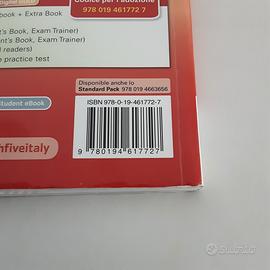 Codice per l'adozione
book + Extra Book
978 019 461772 7
t's Book, Exam Trainer)
nt's Book, Exam Trainer)
d readers)
e practice test
Disponibile anche lo
Standard Pack 978 019 4663656
Student eBook
ISBN 978-0-19-461772-7
9 780194 617727
hfiveitaly
subito